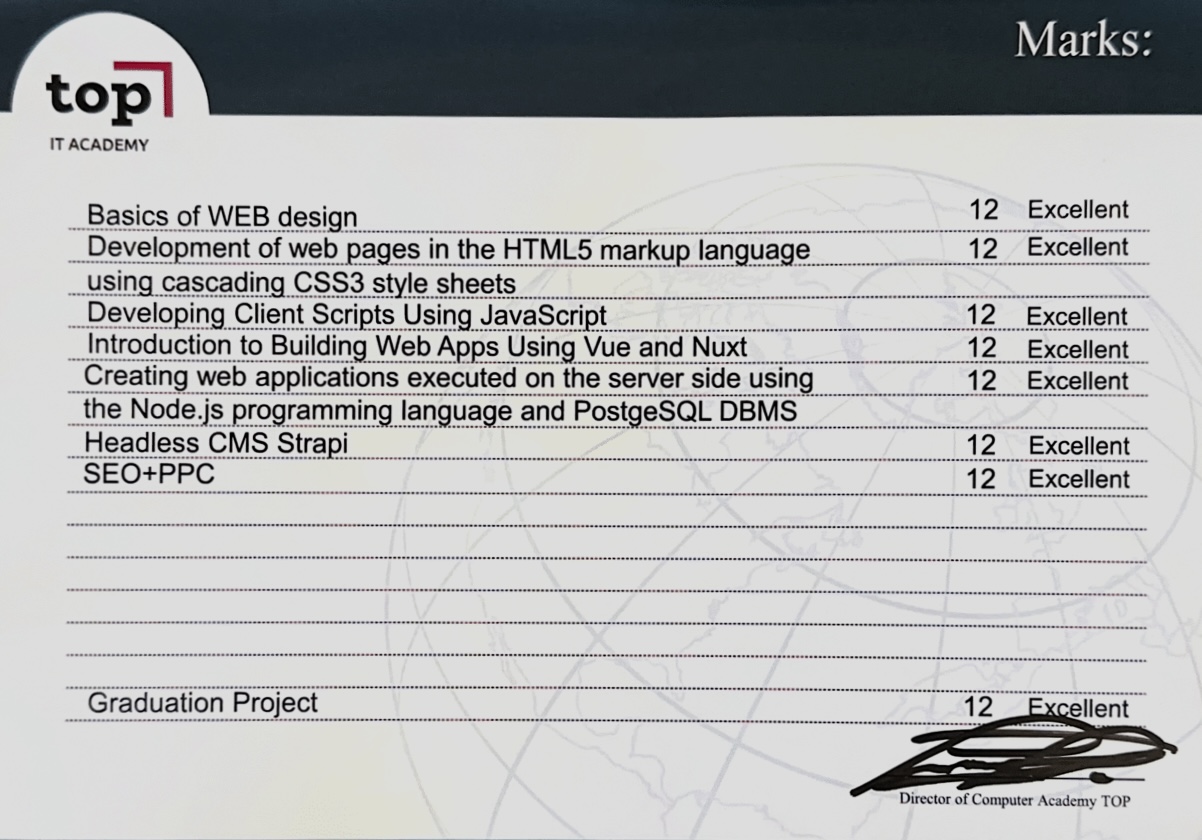 Marks:
top
IT ACADEMY
Basics of WEB design 12 Excellent
Development of web pages in the HTML5 markup language 12 Excellent
using cascading CSS3 style sheets
Developing Client Scripts Using JavaScript 12 Excellent
Introduction to Building Web Apps Using Vue and Nuxt 12 Excellent
Creating web applications executed on the server side using 12 Excellent
the Node.js programming language and PostgeSQL DBMS
Headless CMS Strapi 12 Excellent
SEO+PPC 12 Excellent
Graduation Project 12 Excellent
Director of Computer Academy TOP